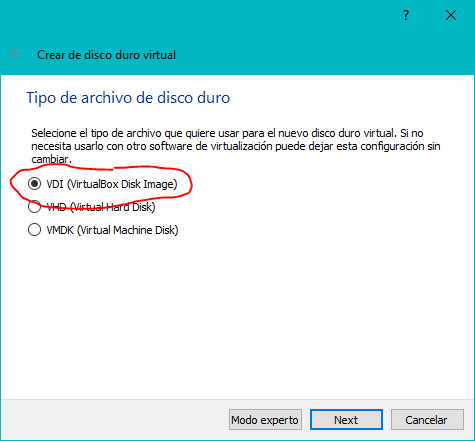 ?
Crear de disco duro virtual
Tipo de archivo de disco duro
Selecione el tipo de archivo que quiere usar para el nuevo disco duro virtual. Si no
necesita usarlo con otro software de virtualización puede dejar esta configuración sin
cambiar.
VDI (VirtualBox Disk Image)
VHD (Virtual Hard Disk)
VMDK (Virtual Machine Disk)
Modo experto Next Cancelar